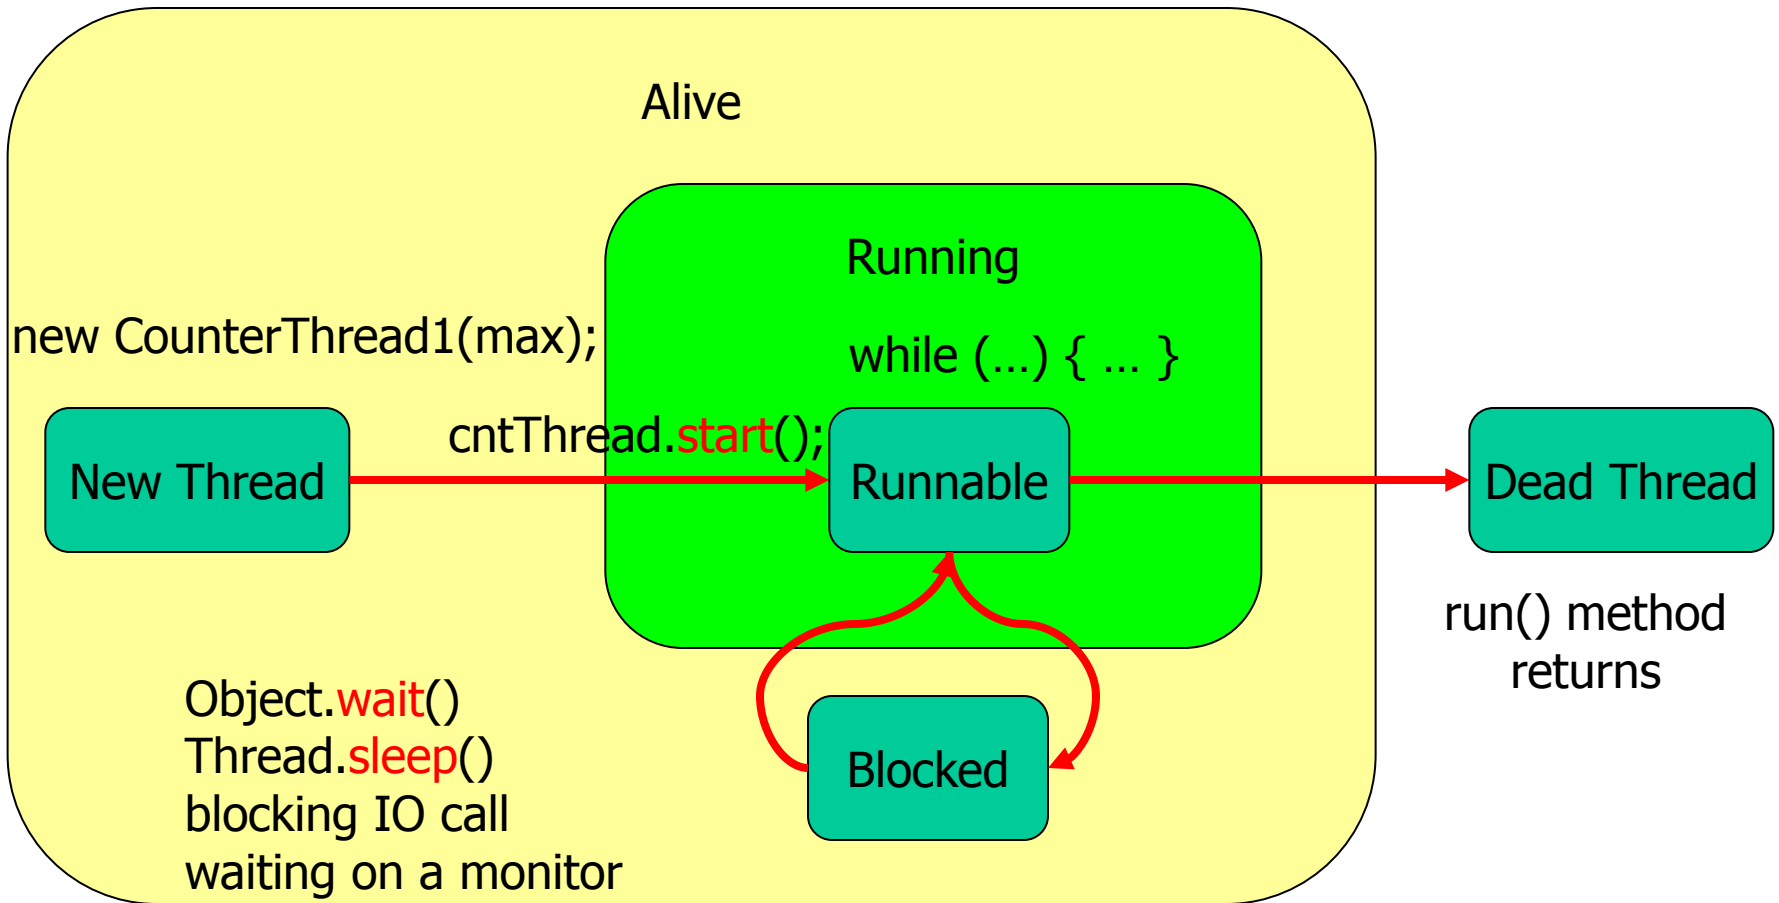 Alive
Running
new CounterThread1(max);
while (…) { … }
cntThread.start();
New Thread
Runnable
Dead Thread
run() method
returns
Object.wait()
Thread.sleep()
blocking IO call
waiting on a monitor
Blocked